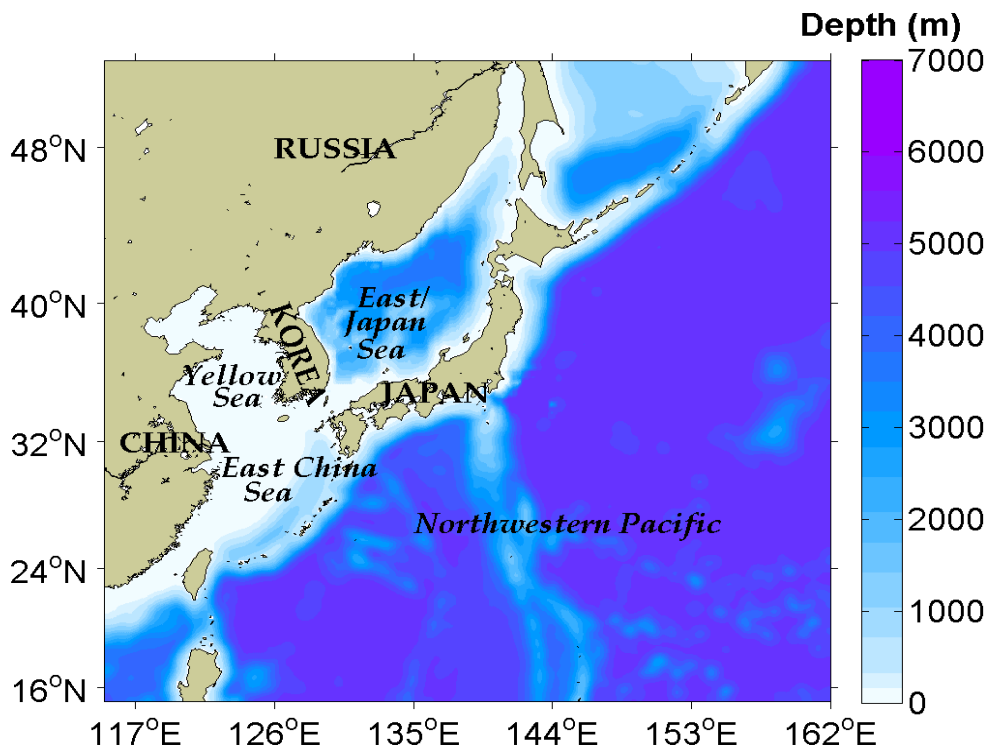 Depth (m)
7000
6000
5000
4000
3000
2000
1000
0
48°N
40°N
32°N
24°N
16°N
117°E
126°E
135°E
144°E
153°E
162°E
RUSSIA
East/
Japan
Sea
KOREA
Yellow
Sea
JAPAN
CHINA
East China
Sea
Northwestern Pacific